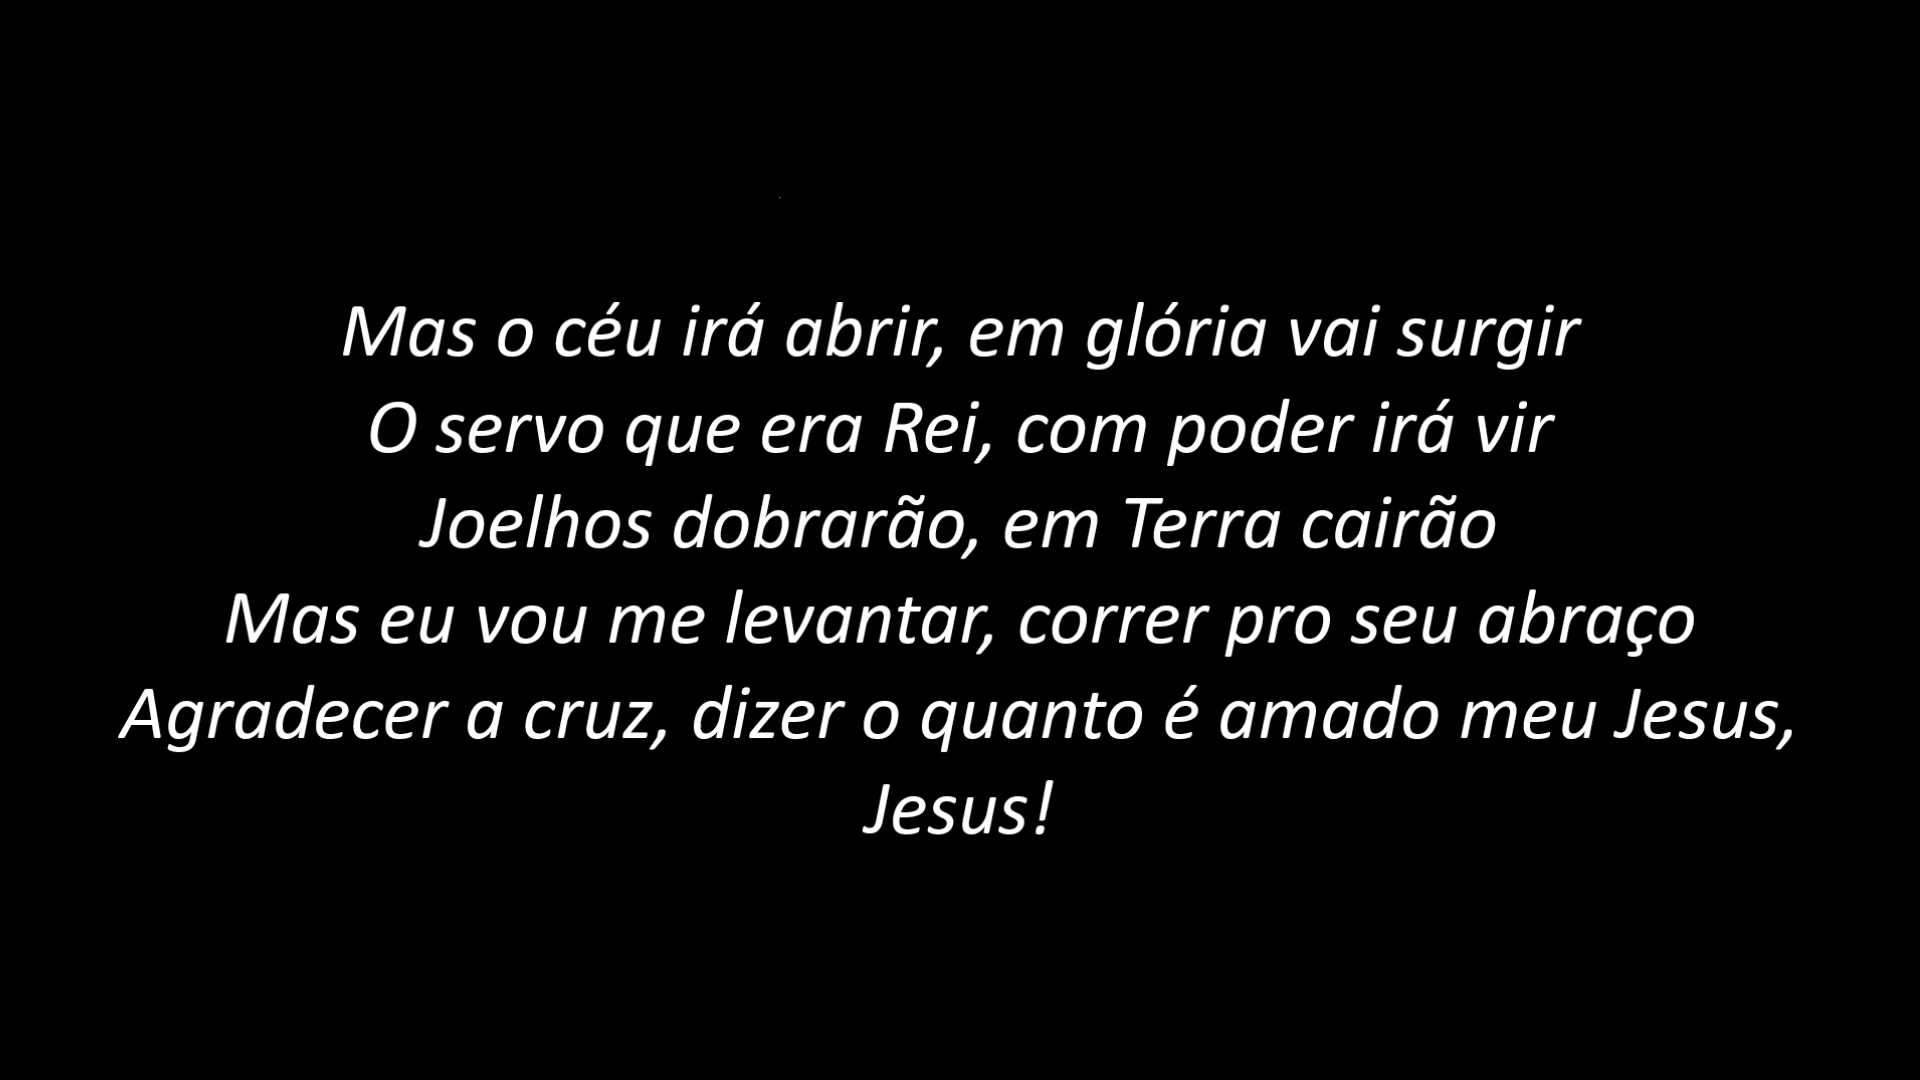 Mas o céu irá abrir, em glória vai surgir
O servo que era Rei, com poder irá vir
Joelhos dobrarão, em Terra cairão
Mas eu vou me levantar, correr pro seu abraço
Agradecer a cruz, dizer o quanto é amado meu Jesus,
Jesus!